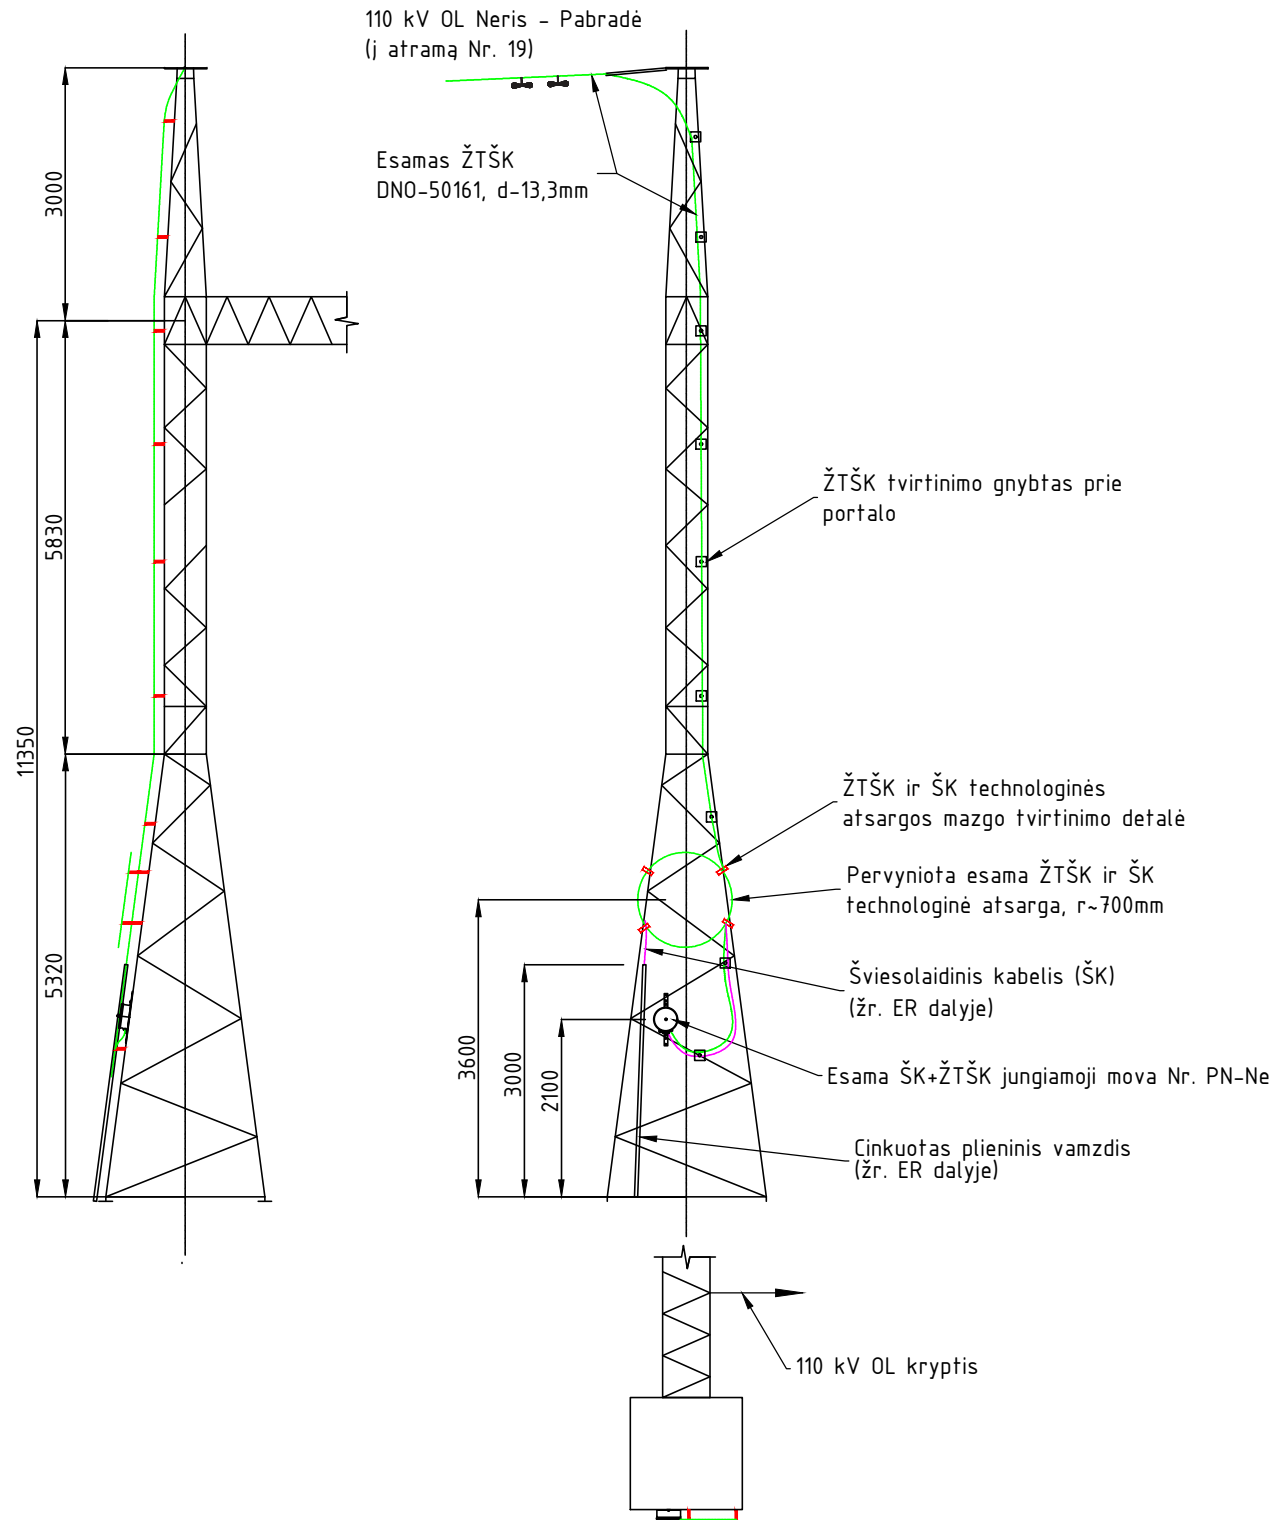 110 kV OL Neris - Pabradė
(į atramą Nr. 19)
Esamas ŽTŠK
DNO-50161, d-13,3mm
3000
5830
11350
5320
ŽTŠK tvirtinimo gnybtas prie
portalo
ŽTŠK ir ŠK technologinės
atsargos mazgo tvirtinimo detalė
Pervyniota esama ŽTŠK ir ŠK
technologinė atsarga, r~700mm
Šviesolaidinis kabelis (ŠK)
(žr. ER dalyje)
3600
3000
2100
Esama ŠK+ŽTŠK jungiamoji mova Nr. PN-Ne
Cinkuotas plieninis vamzdis
(žr. ER dalyje)
110 kV OL kryptis